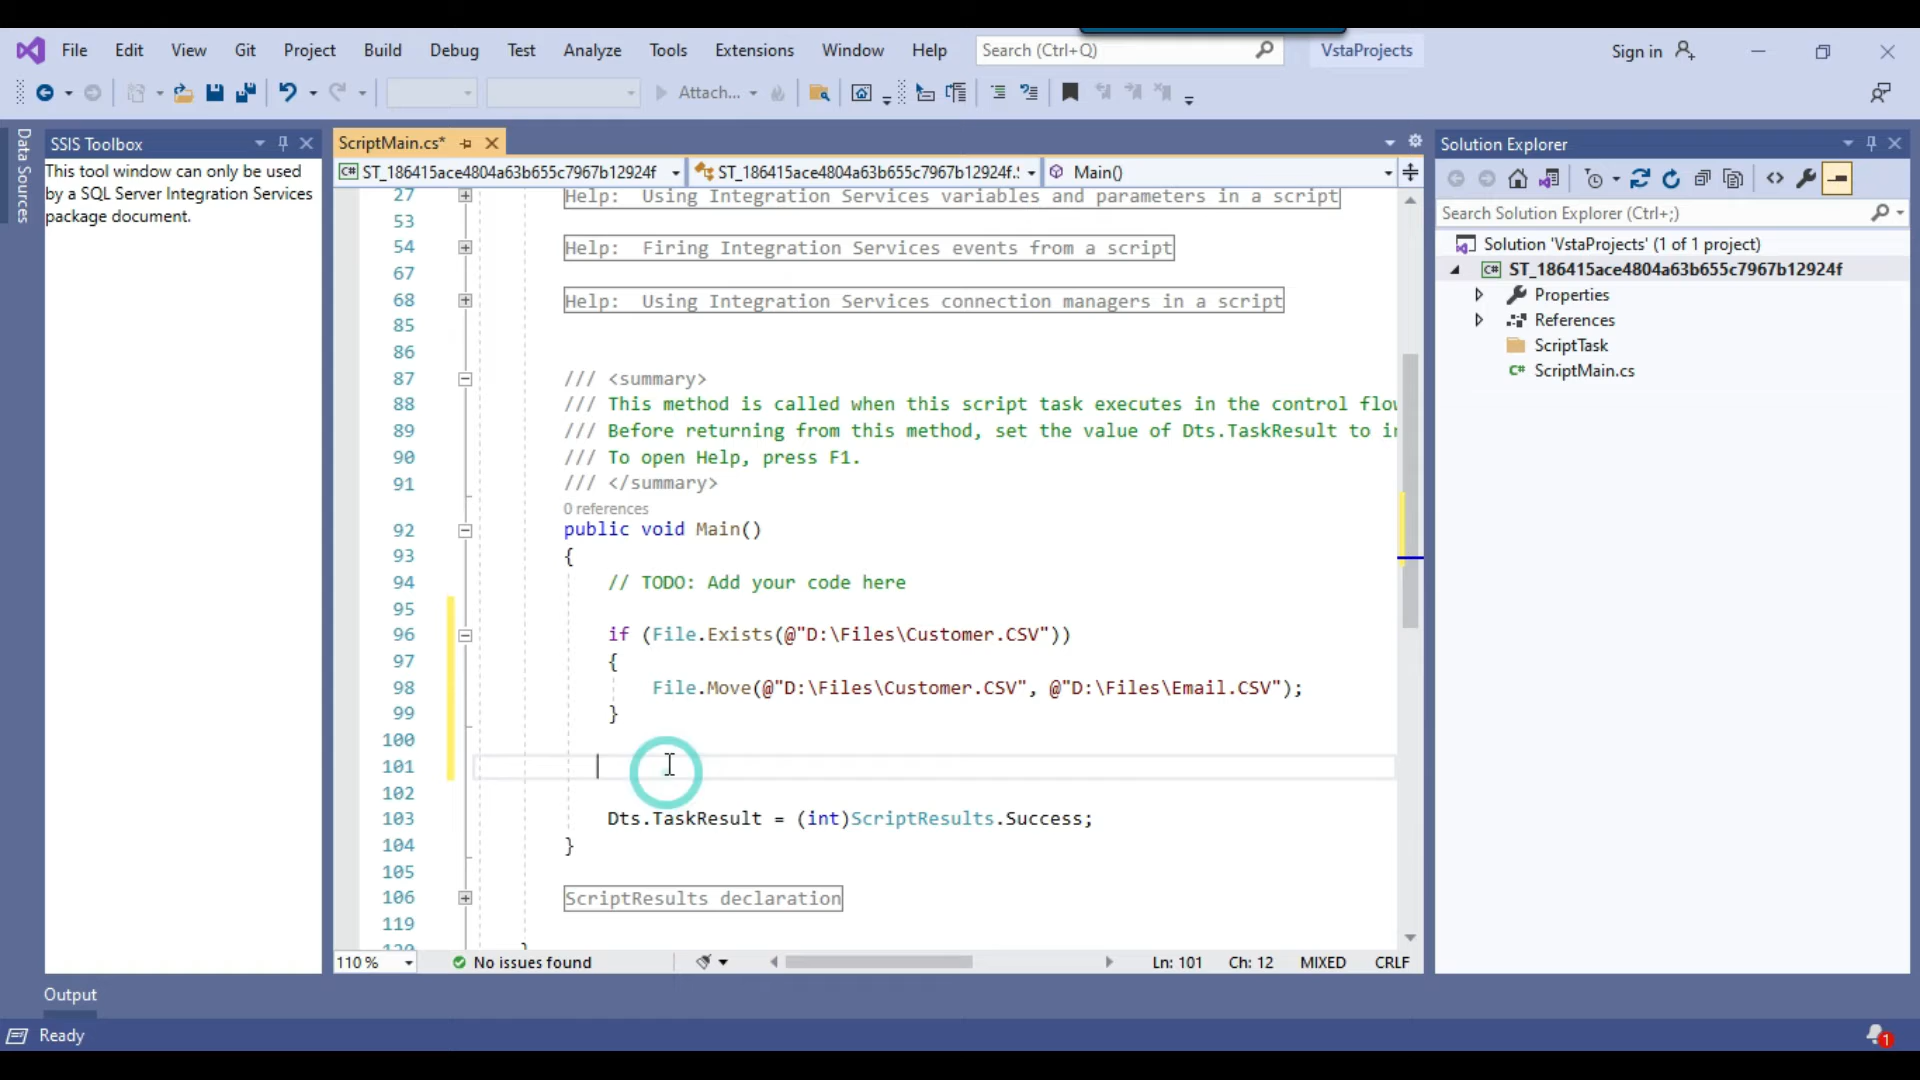 File Edit View Git Project Build Debug Test Analyze Tools Extensions Window Help Search (Ctrl+Q) VstaProjects Sign in
Attach...
Data Sources
SSIS Toolbox
This tool window can only be used
by a SQL Server Integration Services
package document.
ScriptMain.cs*
C# ST_186415ace4804a63b655c7967b12924f ST_186415ace4804a63b655c7967b12924f. Main()
27 Help: Using Integration Services variables and parameters in a script
53
54 Help: Firing Integration Services events from a script
67
68 Help: Using Integration Services connection managers in a script
85
86
87 /// <summary>
88 /// This method is called when this script task executes in the control flow
89 /// Before returning from this method, set the value of Dts.TaskResult to in
90 /// To open Help, press F1.
91 /// </summary>
0 references
92 public void Main()
93 {
94 // TODO: Add your code here
95
96 if (File.Exists(@"D:\Files\Customer.CSV"))
97 {
98 File.Move(@"D:\Files\Customer.CSV", @"D:\Files\Email.CSV");
99 }
100
101
102
103 Dts.TaskResult = (int)ScriptResults.Success;
104 }
105
106 ScriptResults declaration
119
110 % No issues found Ln: 101 Ch: 12 MIXED CRLF
Solution Explorer
Search Solution Explorer (Ctrl+;)
Solution 'VstaProjects' (1 of 1 project)
C# ST_186415ace4804a63b655c7967b12924f
Properties
References
ScriptTask
C# ScriptMain.cs
Output
Ready
1